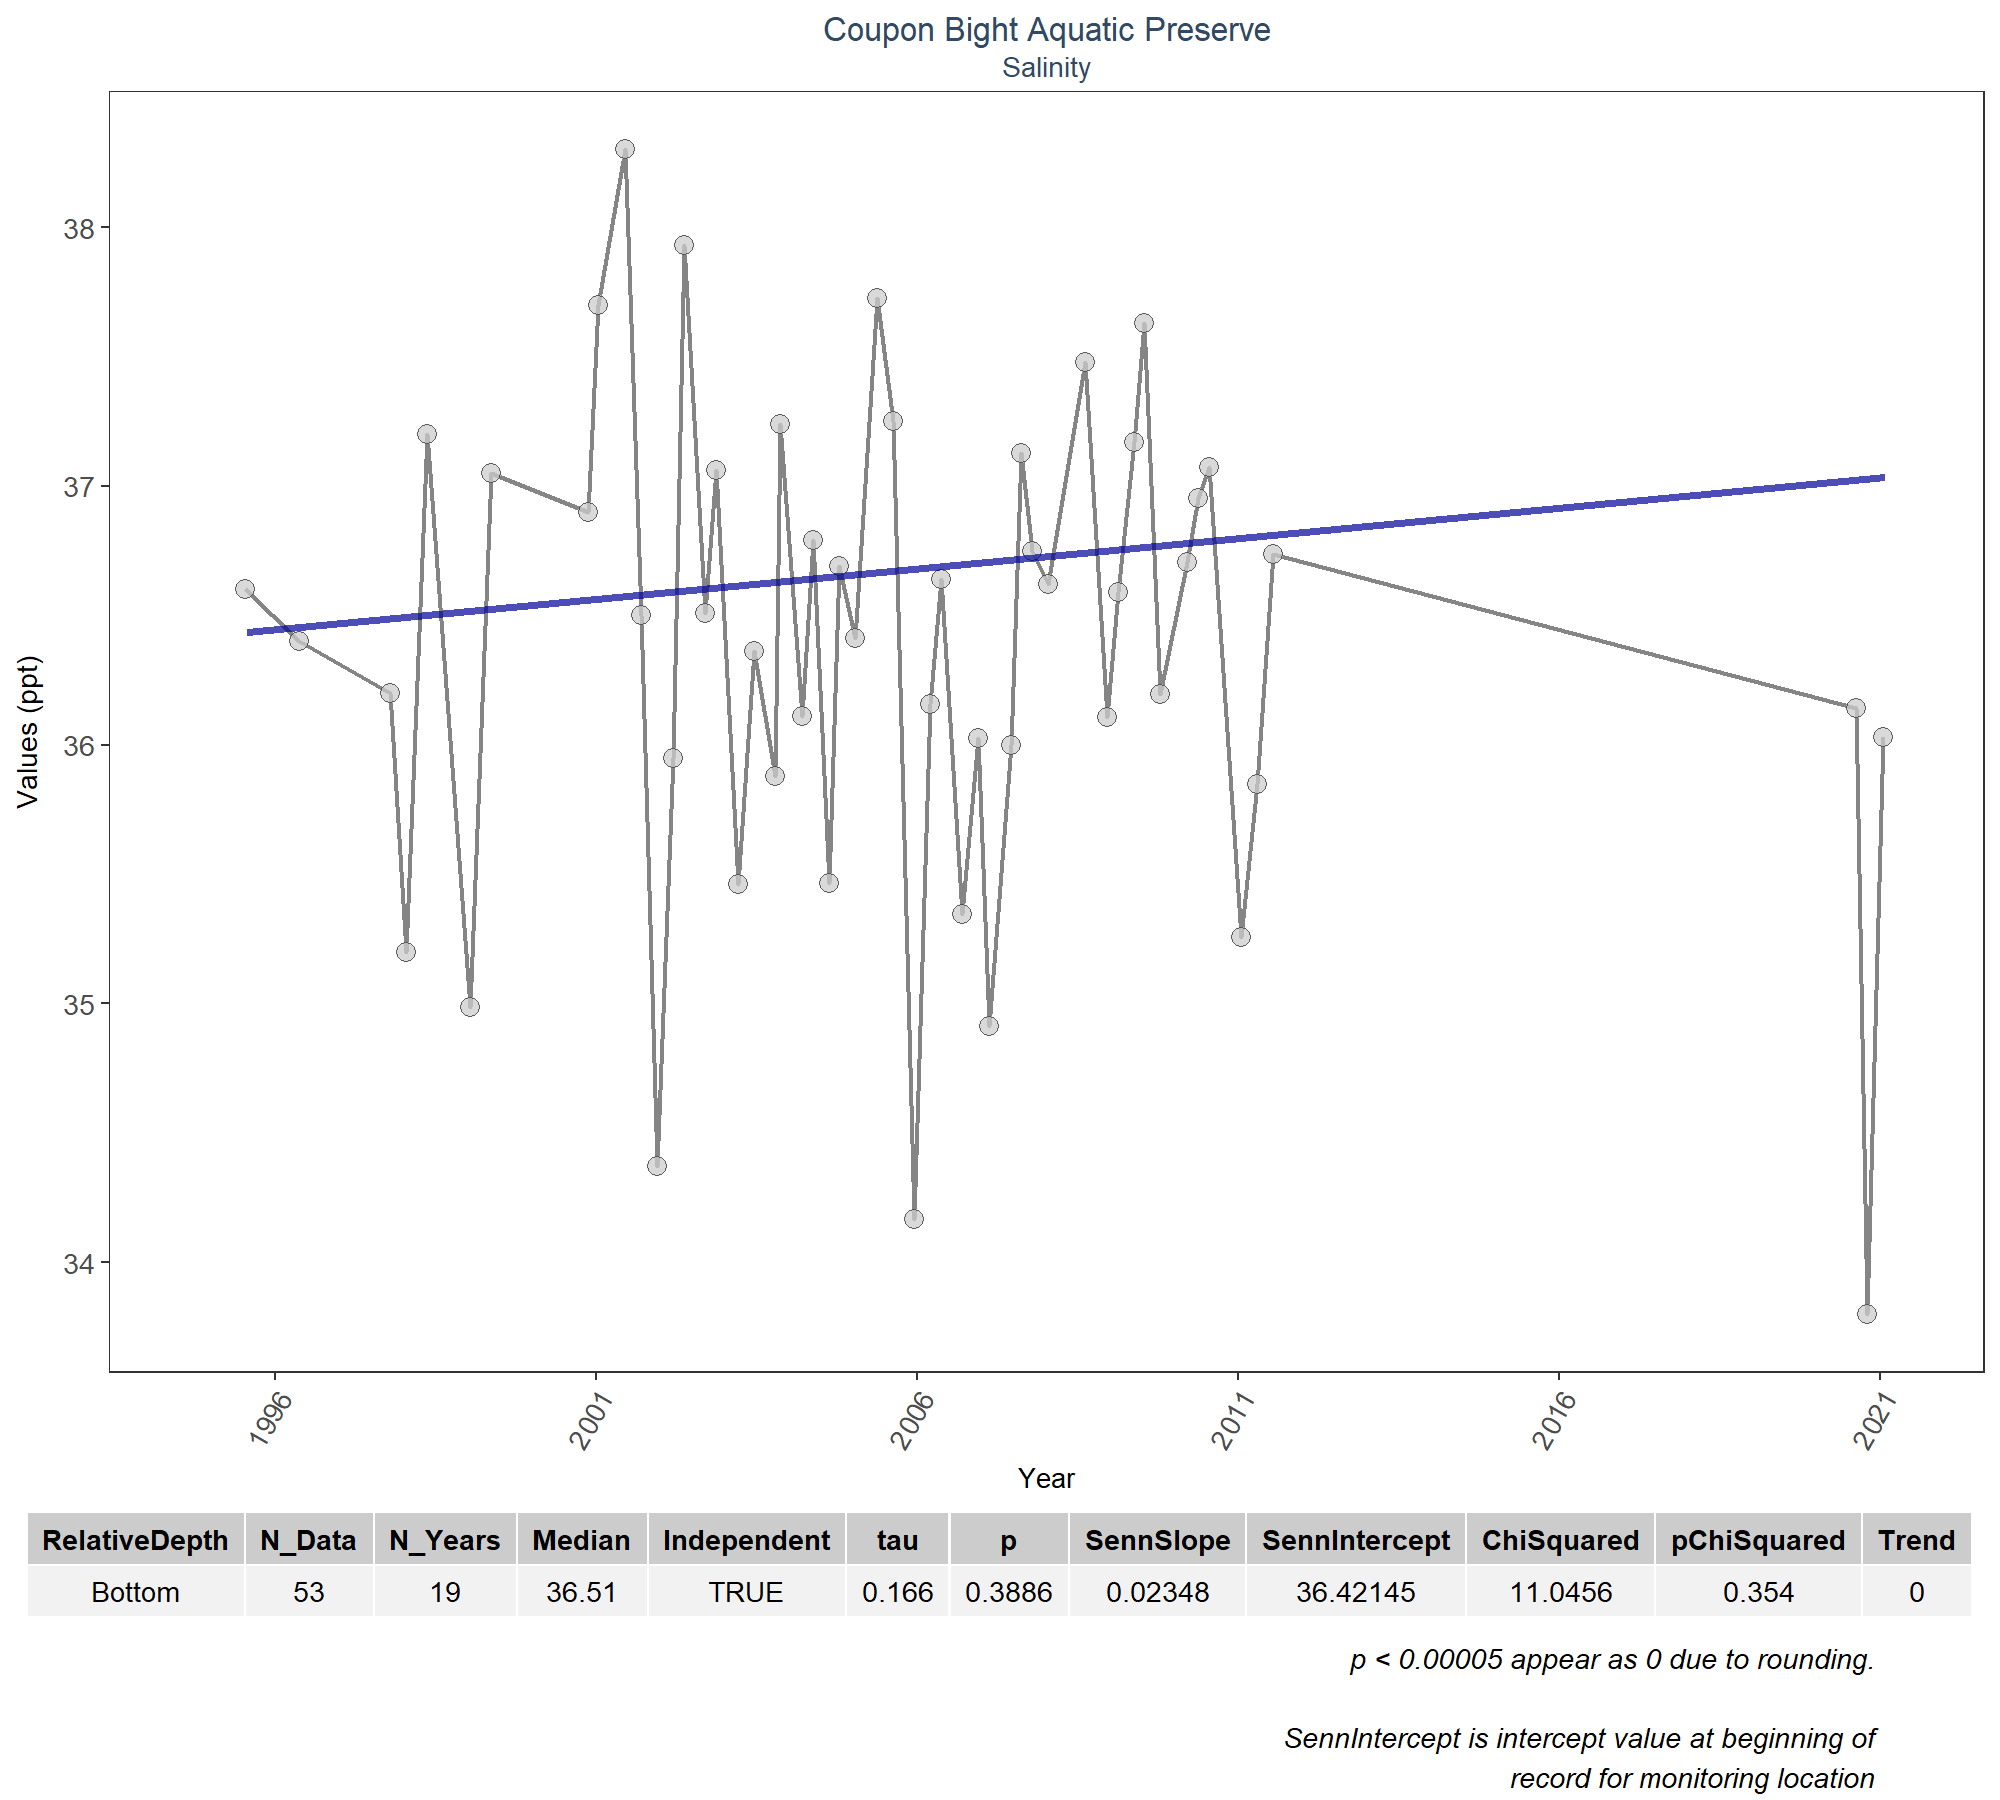 Coupon Bight Aquatic Preserve
Salinity
38
37
36
35
34
Values (ppt)
1996
2001
2006
2011
2016
2021
Year
RelativeDepth N_Data N_Years Median Independent tau p SennSlope SennIntercept ChiSquared pChiSquared Trend
Bottom 53 19 36.51 TRUE 0.166 0.3886 0.02348 36.42145 11.0456 0.354 0
p < 0.00005 appear as 0 due to rounding.
SennIntercept is intercept value at beginning of
record for monitoring location